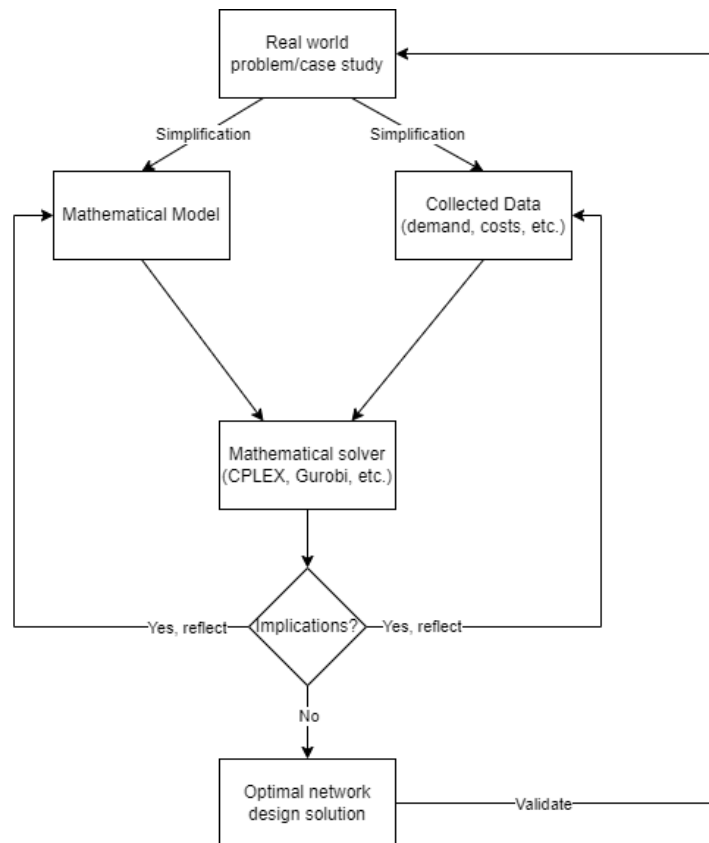 Real world
problem/case study
Simplification
Simplification
Mathematical Model
Collected Data
(demand, costs, etc.)
Mathematical solver
(CPLEX, Gurobi, etc.)
Yes, reflect
Implications?
Yes, reflect
No
Optimal network
design solution
Validate